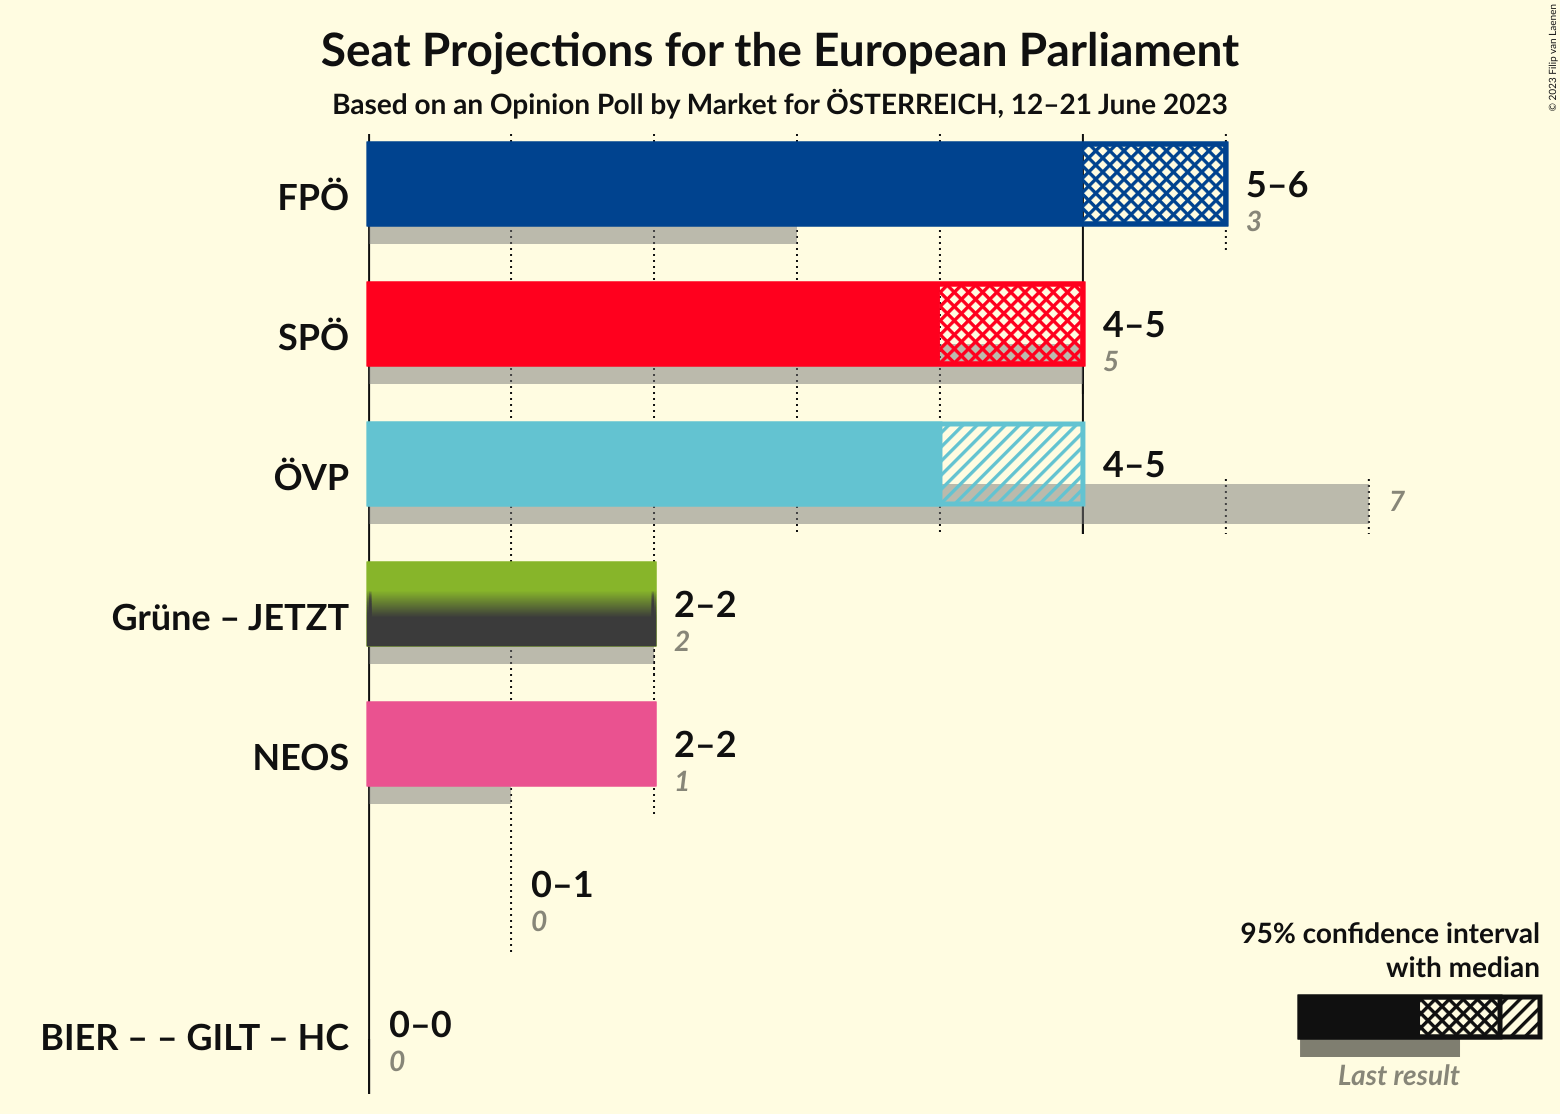 Seat Projections for the European Parliament
Based on an Opinion Poll by Market for ÖSTERREICH, 12–21 June 2023
© 2023 Filip van Laenen
FPÖ
5–6
3
SPÖ
4–5
5
ÖVP
4–5
7
Grüne – JETZT
2–2
2
NEOS
2–2
1
0–1
0
BIER – – GILT – HC
0–0
0
95% confidence interval
with median
Last result